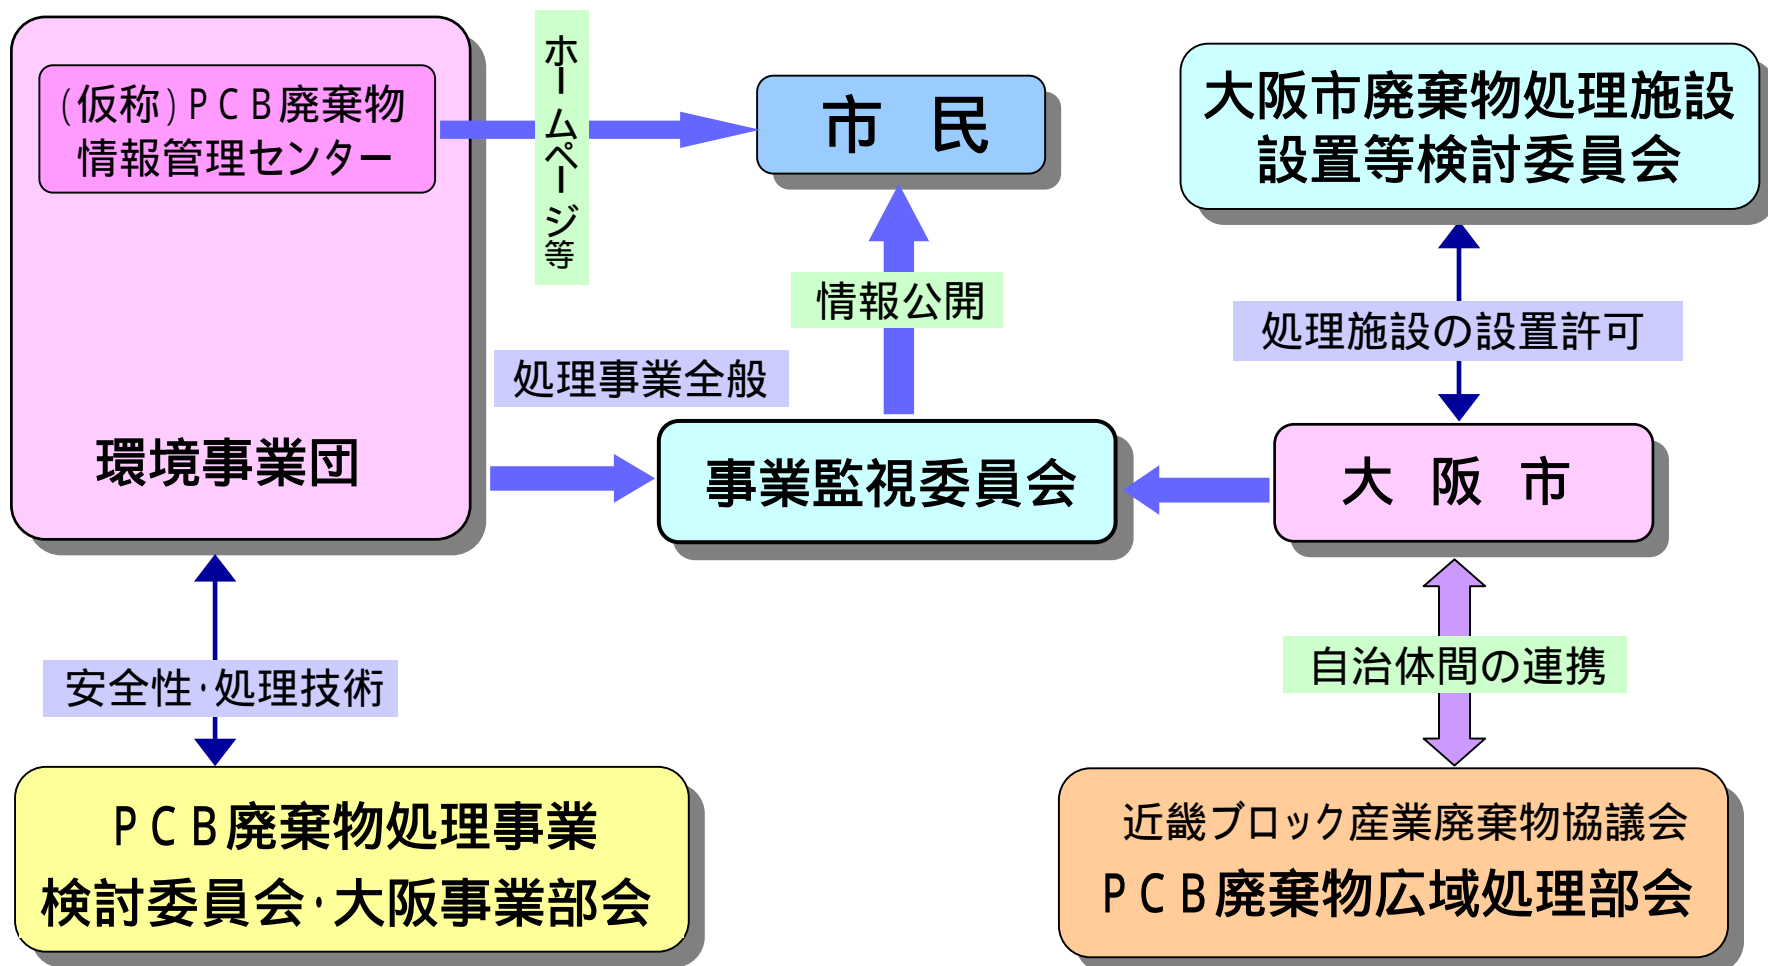 (仮称)PCB廃棄物
情報管理センター
環境事業団
ホームページ等
市 民
大阪市廃棄物処理施設
設置等検討委員会
情報公開
処理施設の設置許可
処理事業全般
事業監視委員会
大 阪 市
安全性・処理技術
自治体間の連携
PCB廃棄物処理事業
検討委員会・大阪事業部会
近畿ブロック産業廃棄物協議会
PCB廃棄物広域処理部会